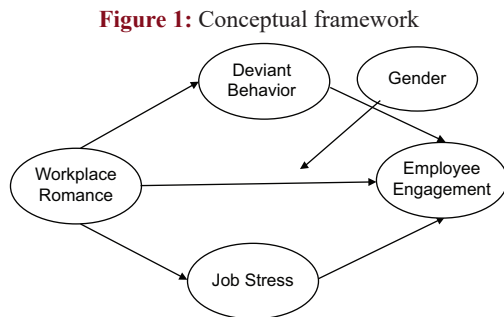 Figure 1: Conceptual framework
Deviant
Behavior
Gender
Workplace
Romance
Employee
Engagement
Job Stress